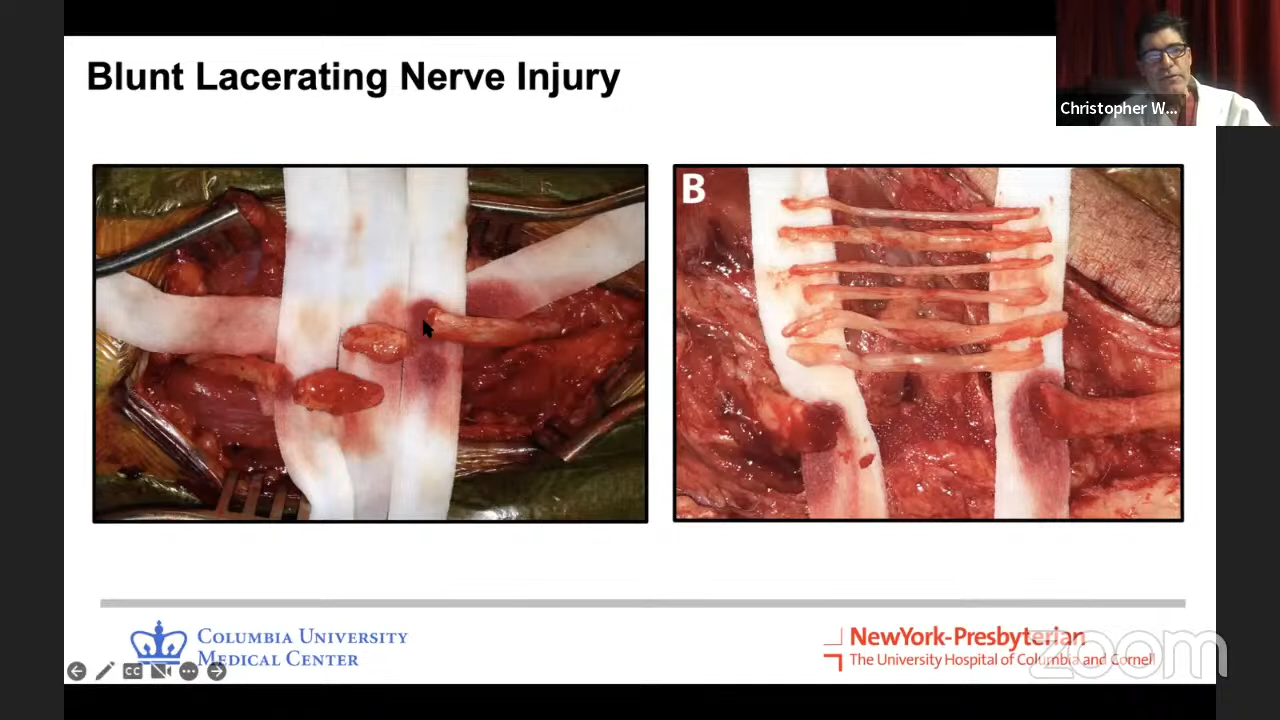 Blunt Lacerating Nerve Injury
Christopher W...
B
COLUMBIA UNIVERSITY
MEDICAL CENTER
NewYork-Presbyterian
The University Hospital of Columbia and Cornell
zoom
CC